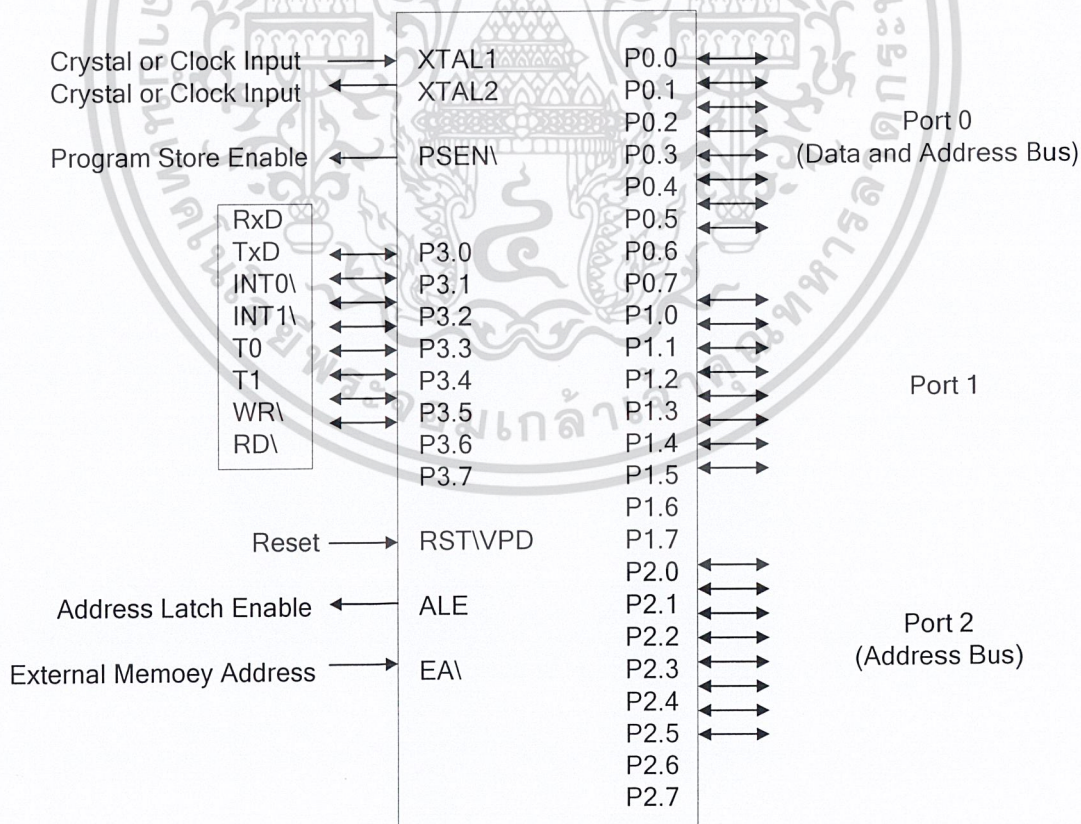 Crystal or Clock Input
Crystal or Clock Input
Program Store Enable
RxD
TxD
INT0\
INT1\
T0
T1
WR\
RD\
Reset
Address Latch Enable
External Memoey Address
XTAL1
XTAL2
PSEN\
P3.0
P3.1
P3.2
P3.3
P3.4
P3.5
P3.6
P3.7
RST\VPD
ALE
EA\
P0.0
P0.1
P0.2
P0.3
P0.4
P0.5
P0.6
P0.7
P1.0
P1.1
P1.2
P1.3
P1.4
P1.5
P1.6
P1.7
P2.0
P2.1
P2.2
P2.3
P2.4
P2.5
P2.6
P2.7
Port 0
(Data and Address Bus)
Port 1
Port 2
(Address Bus)